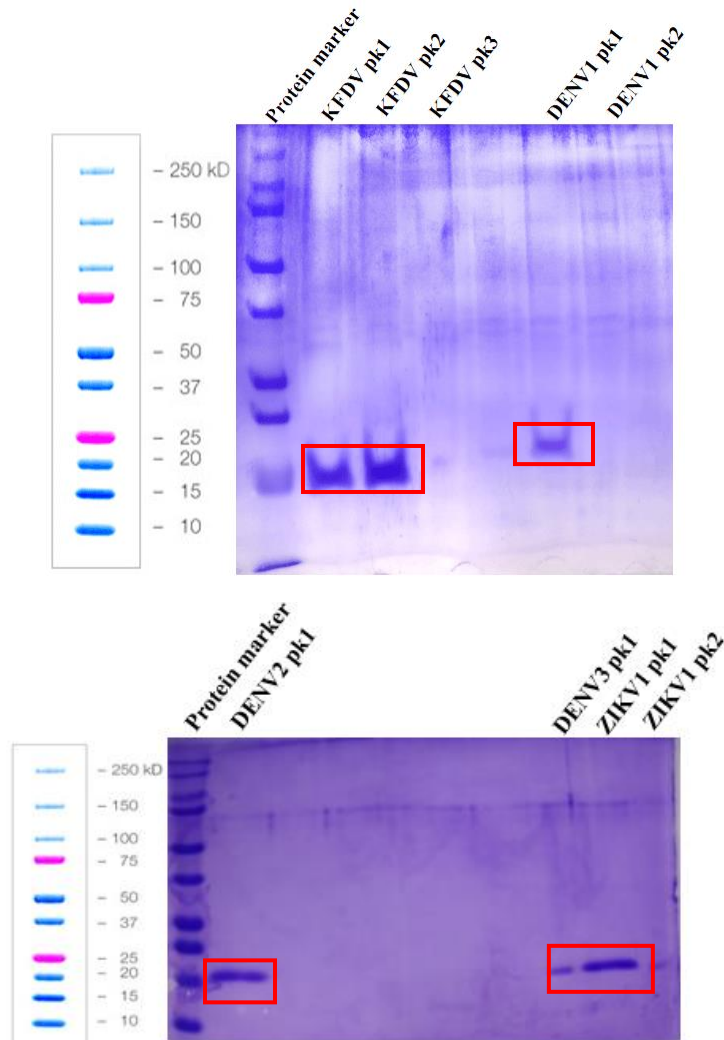 Protein marker
KFDV pk1
KFDV pk2
KFDV pk3
DENV1 pk1
DENV1 pk2
– 250 kD
– 150
– 100
– 75
– 50
– 37
– 25
– 20
– 15
– 10
Protein marker
DENV2 pk1
DENV3 pk1
ZIKV1 pk1
ZIKV1 pk2
– 250 kD
– 150
– 100
– 75
– 50
– 37
– 25
– 20
– 15
– 10